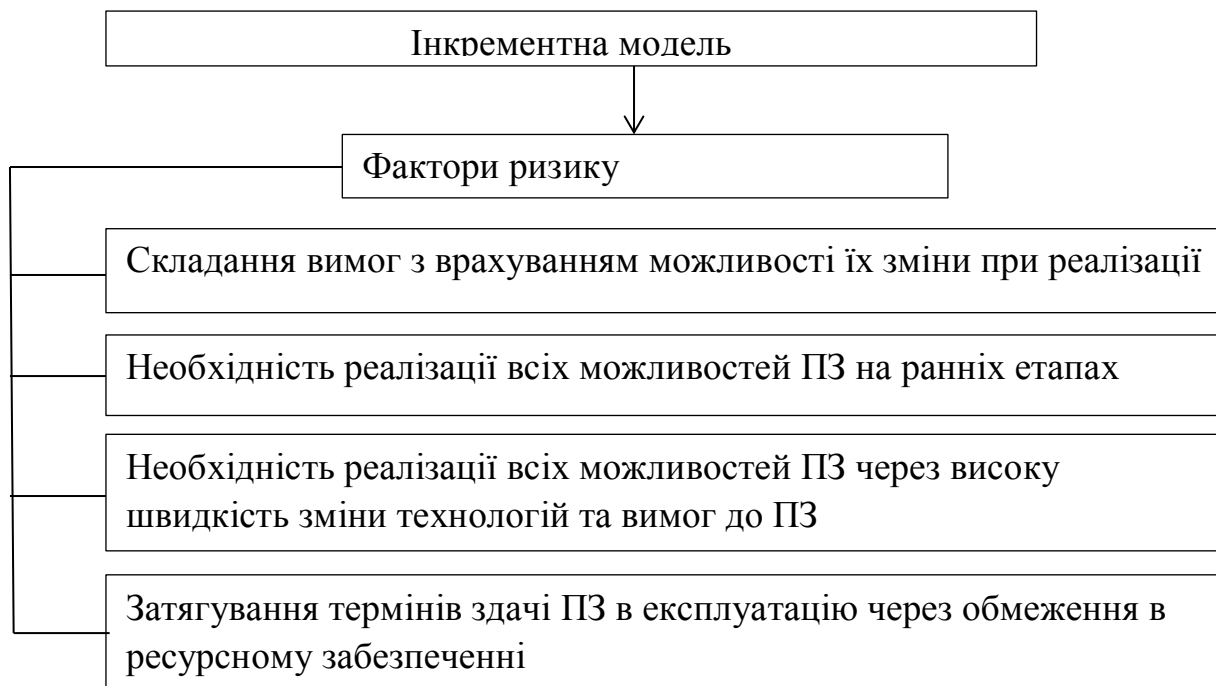 Інкрементна модель
Фактори ризику
Складання вимог з врахуванням можливості їх зміни при реалізації
Необхідність реалізації всіх можливостей ПЗ на ранніх етапах
Необхідність реалізації всіх можливостей ПЗ через високу
швидкість зміни технологій та вимог до ПЗ
Затягування термінів здачі ПЗ в експлуатацію через обмеження в
ресурсному забезпеченні